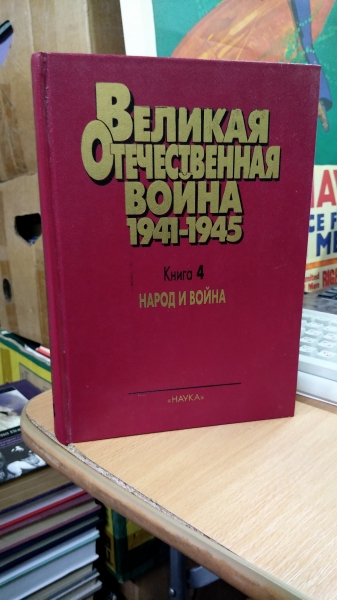 ВЕЛИКАЯ
ОТЕЧЕСТВЕННАЯ
ВОЙНА
1941-1945
Книга 4
НАРОД И ВОЙНА
«НАУКА»